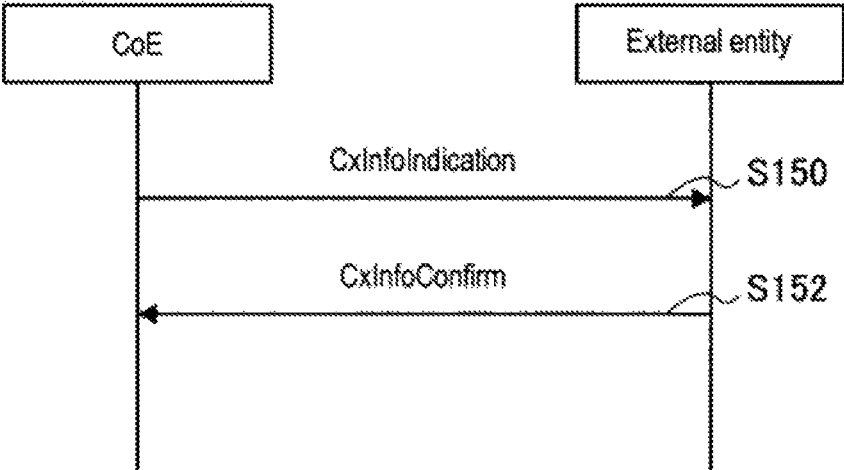 CoE
External entity
CxInfoIndication
S150
CxInfoConfirm
S152